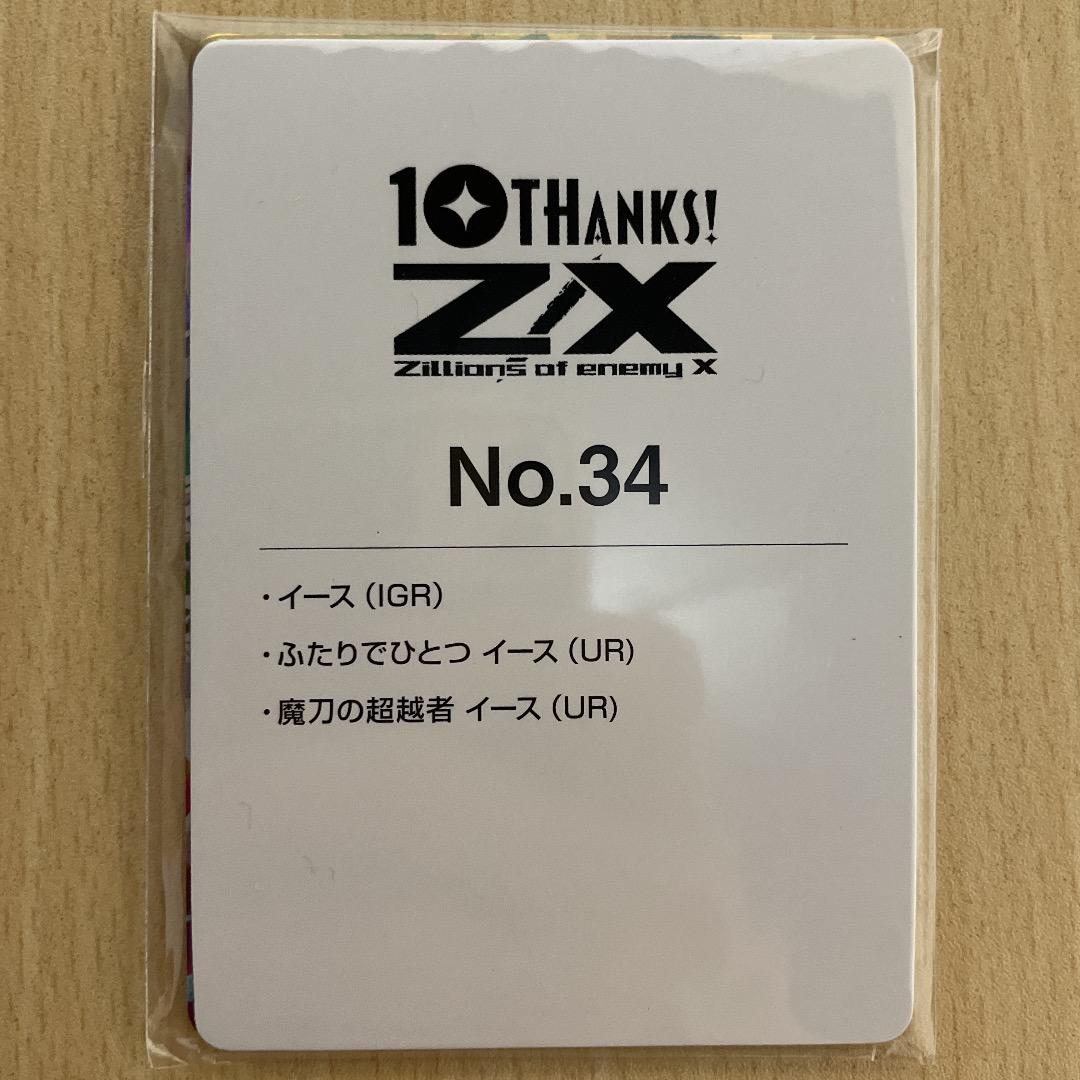 10THANKS!
Z/X
Zillions of enemy X
No.34
・イース（IGR）
・ふたりでひとつ イース（UR）
・魔刀の超越者 イース（UR）